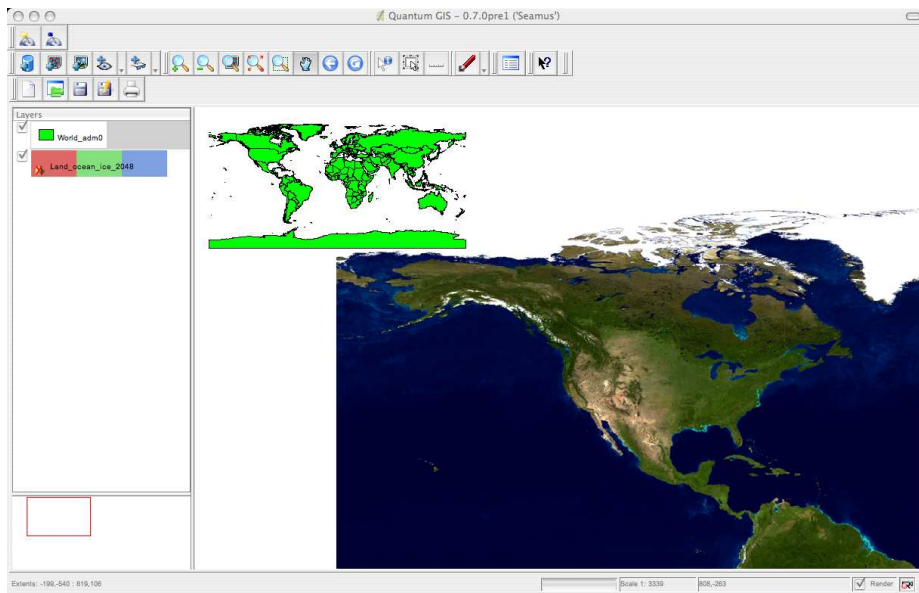 Quantum GIS - 0.7.0pre1 ('Seamus')
Layers
World_adm0
Land_ocean_ice_2048
Extents: -199,-540 : 819,106
Scale 1: 3339
808,-263
Render